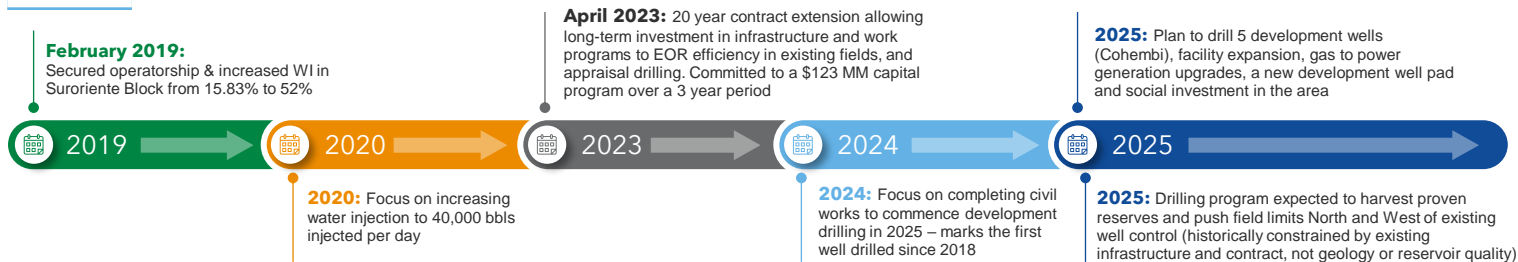 February 2019:
Secured operatorship & increased WI in
Suroriente Block from 15.83% to 52%
April 2023: 20 year contract extension allowing
long-term investment in infrastructure and work
programs to EOR efficiency in existing fields, and
appraisal drilling. Committed to a $123 MM capital
program over a 3 year period
2025: Plan to drill 5 development wells
(Cohembi), facility expansion, gas to power
generation upgrades, a new development well pad
and social investment in the area
2019
2020
2023
2024
2025
2020: Focus on increasing
water injection to 40,000 bbls
injected per day
2024: Focus on completing civil
works to commence development
drilling in 2025 – marks the first
well drilled since 2018
2025: Drilling program expected to harvest proven
reserves and push field limits North and West of existing
well control (historically constrained by existing
infrastructure and contract, not geology or reservoir quality)